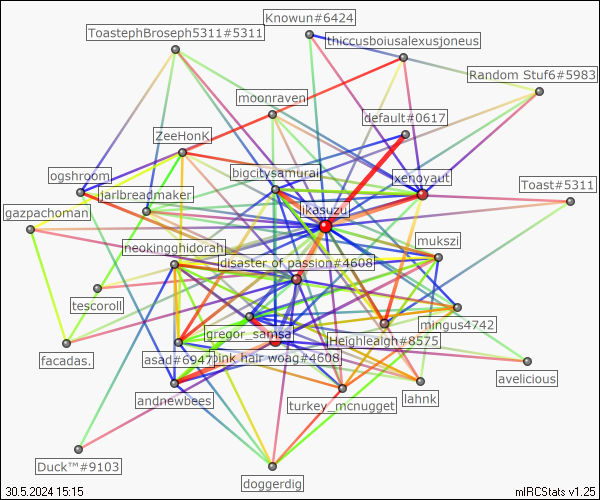 Knowun#6424
ToastephBroseph5311#5311
thiccusboiusalexusjoneus
Random Stuf6#5983
moonraven
default#0617
ZeeHonK
ogshroom
bigcitysamurai
xenoyaut
Toast#5311
jarlbreadmaker
gazpachoman
ikasuzu
neokingghidorah
mukszi
disaster of passion#4608
tescoroll
gregor_samsa
mingus4742
Heighleigh#8575
facadas.
asad#6947
pink hair woag#4608
avelicious
andnewbees
turkey_mcnugget
lahnk
Duck™#9103
doggerdig
30.5.2024 15:15
mIRCStats v1.25